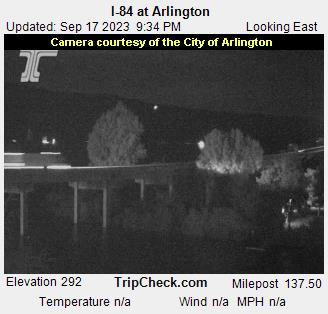 I-84 at Arlington
Updated: Sep 17 2023 9:34 PM Looking East
Camera courtesy of the City of Arlington
Elevation 292 TripCheck.com Milepost 137.50
Temperature n/a Wind n/a MPH n/a